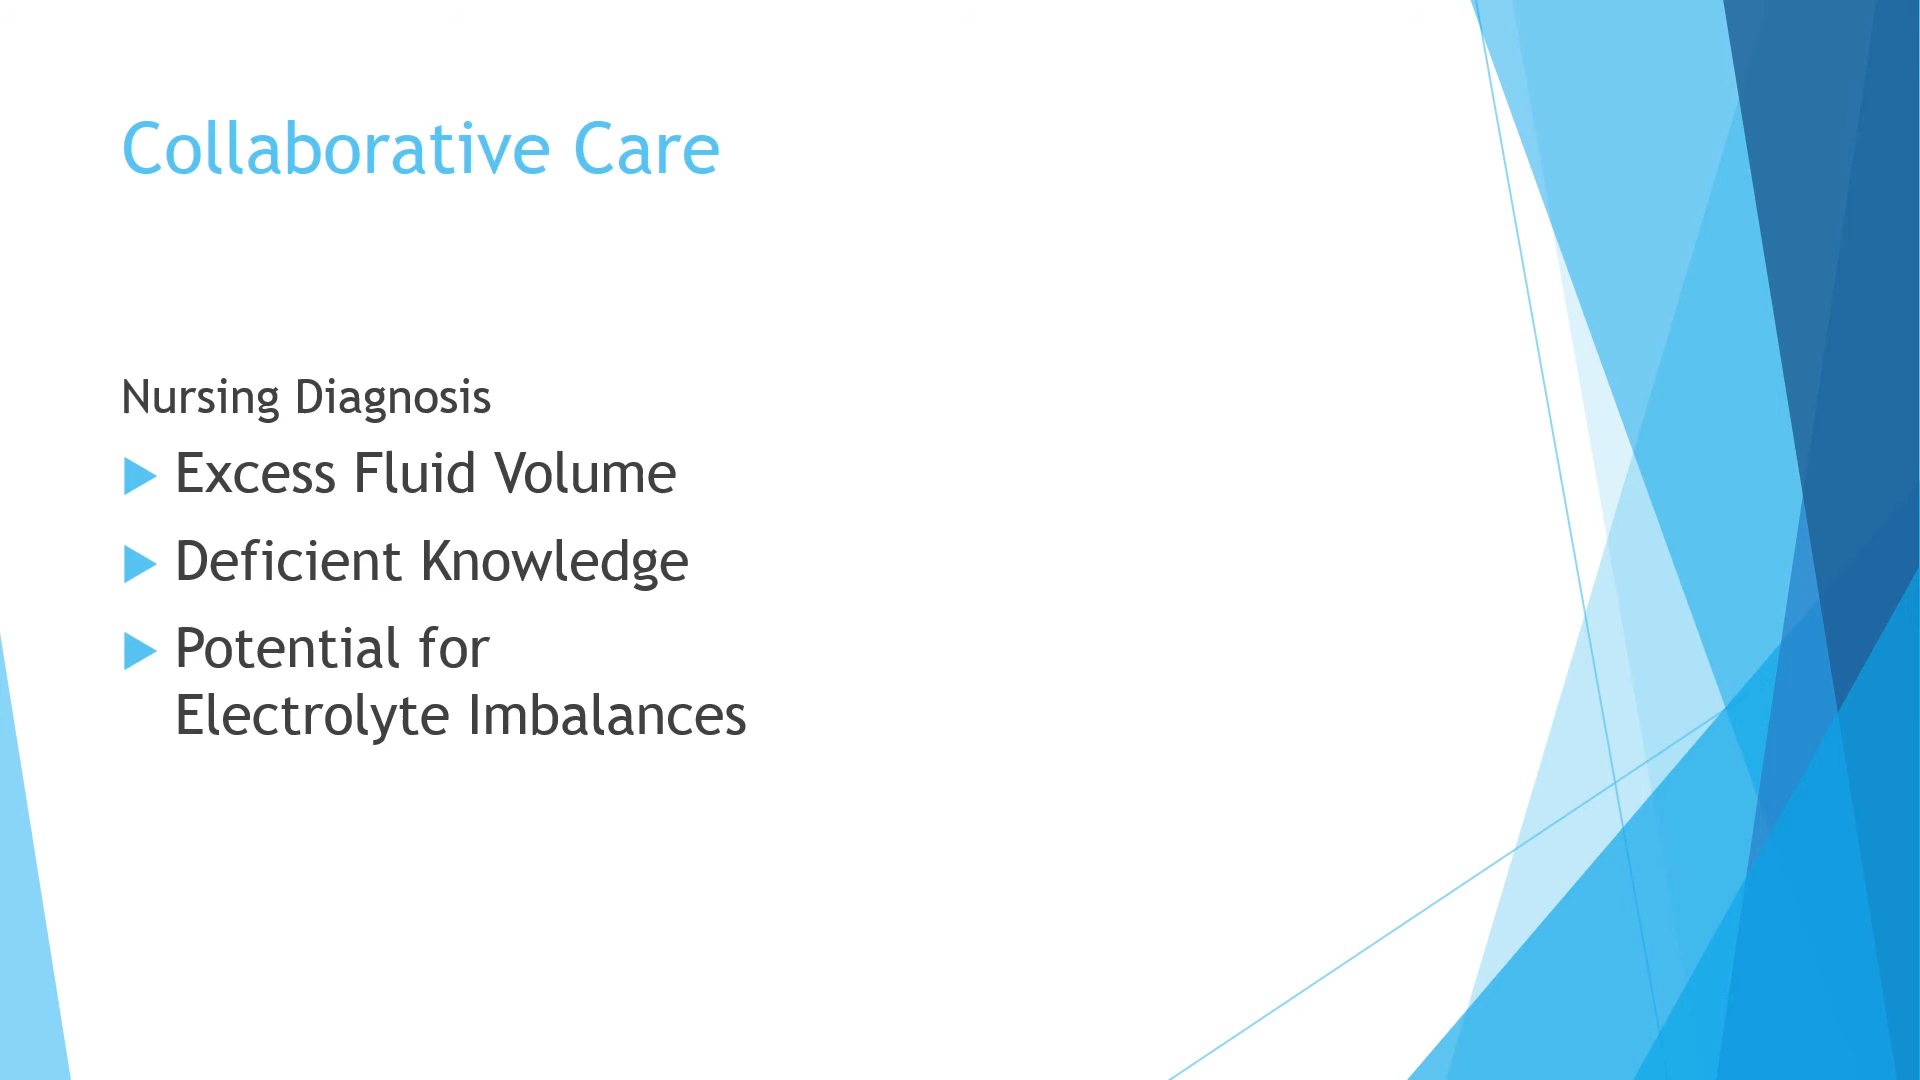 Collaborative Care
Nursing Diagnosis
Excess Fluid Volume
Deficient Knowledge
Potential for
Electrolyte Imbalances